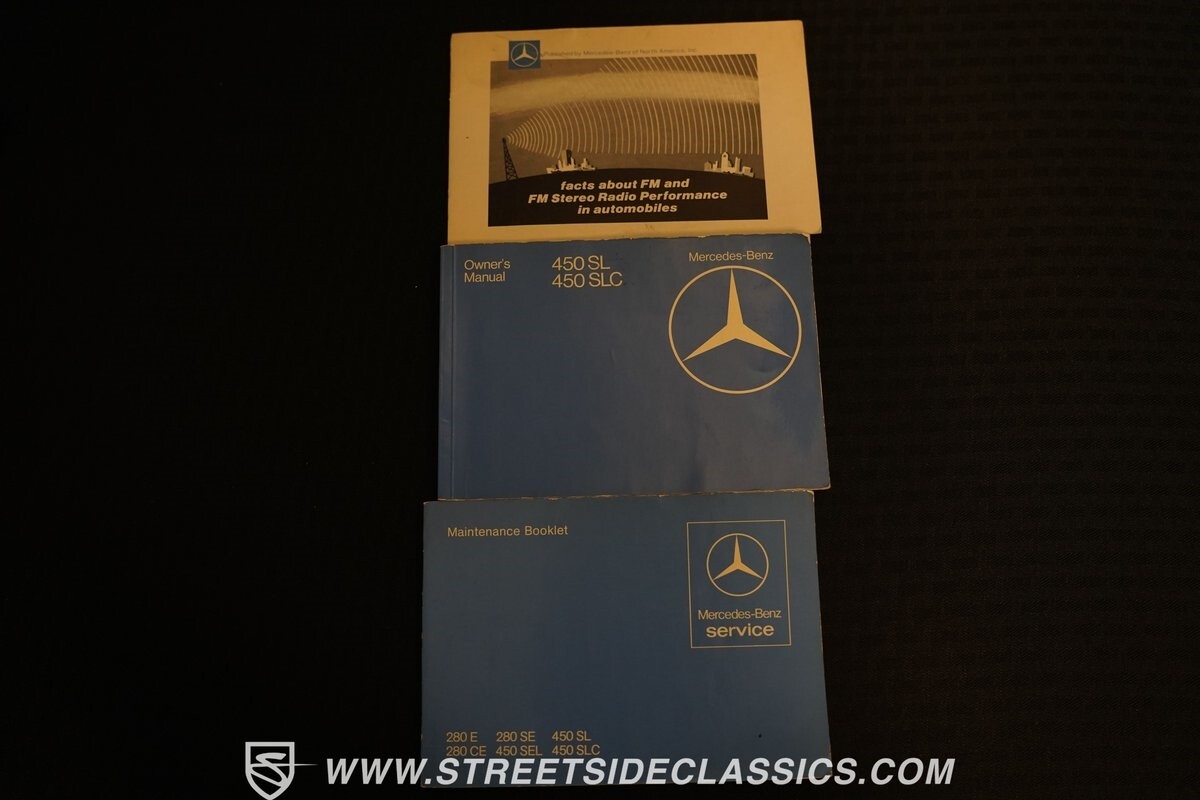 Published by Mercedes-Benz of North America, Inc.
facts about FM and
FM Stereo Radio Performance
in automobiles
Owner's
Manual
450 SL
450 SLC
Mercedes-Benz
Maintenance Booklet
Mercedes-Benz
service
280 E 280 SE 450 SL
280 CE 450 SEL 450 SLC
WWW.STREETSIDECLASSICS.COM